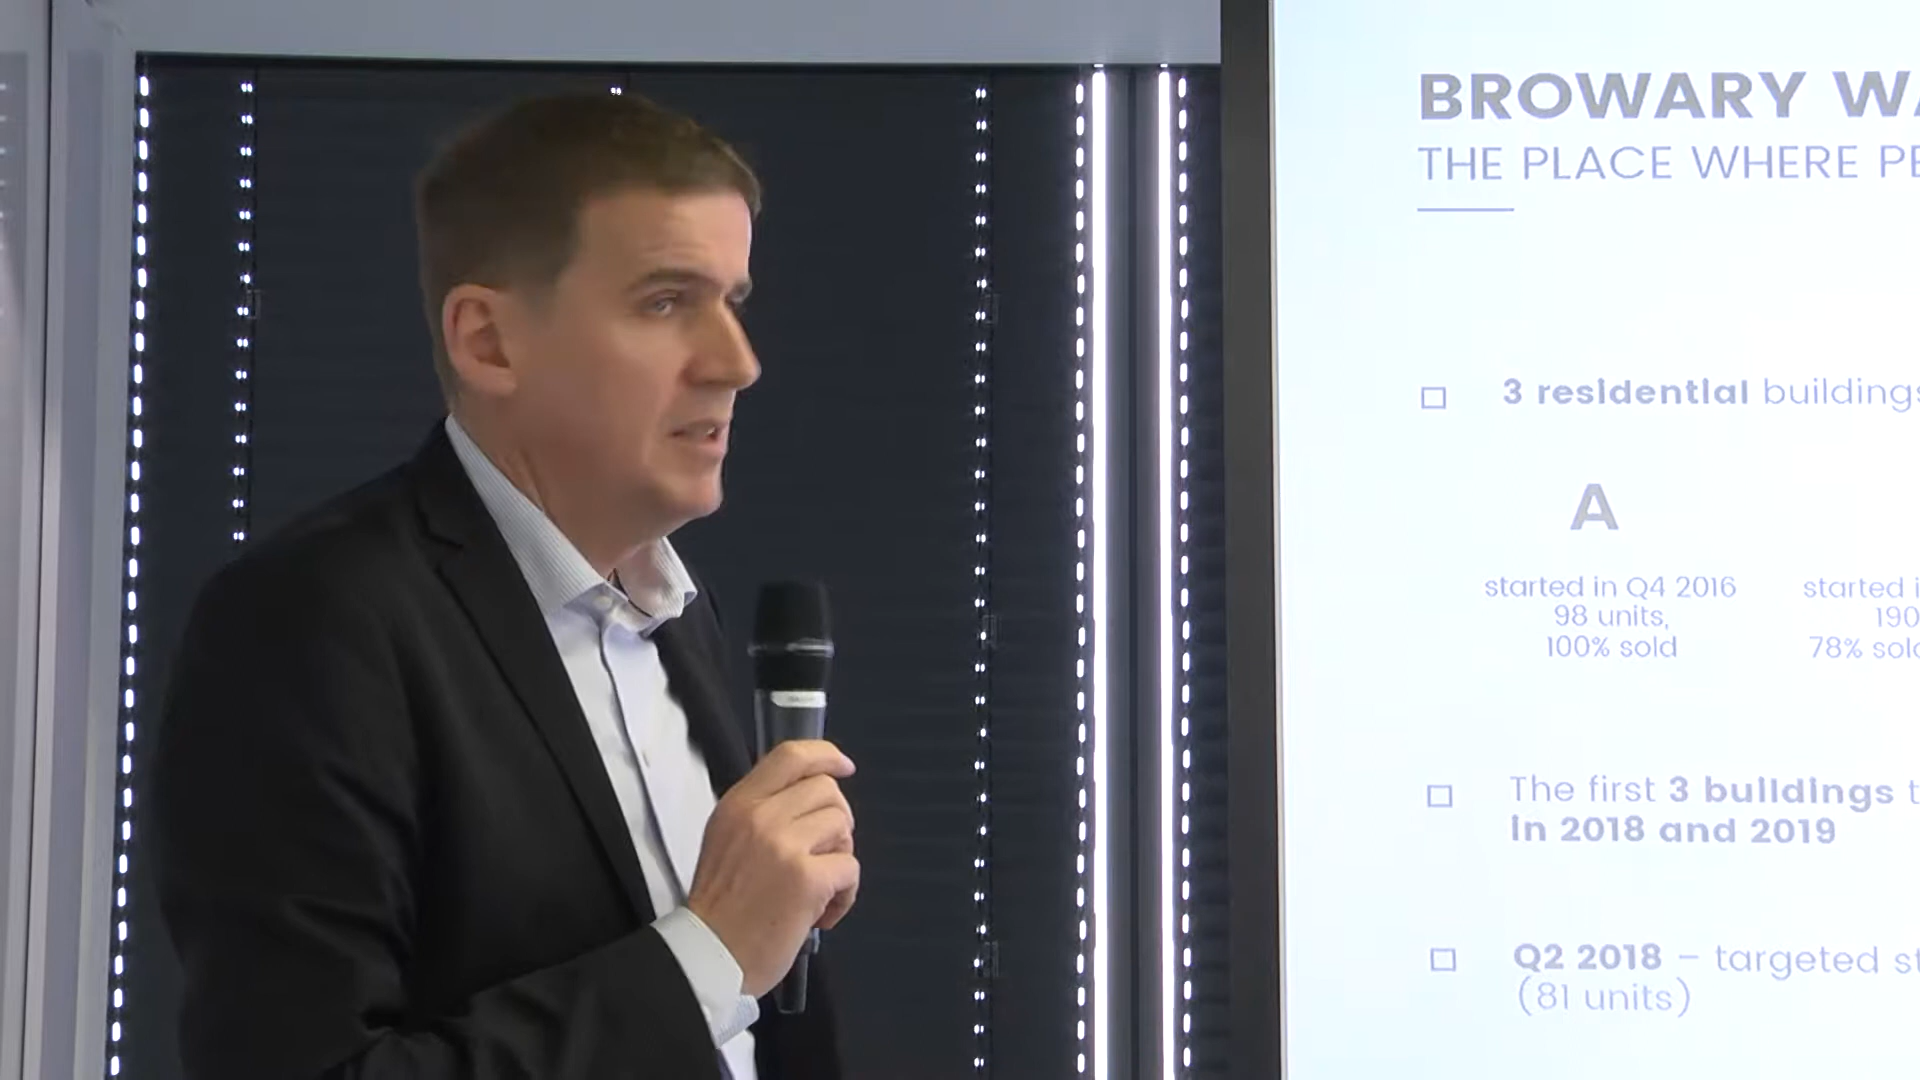 BROWARY WA
THE PLACE WHERE PE
3 residential buildings
A
started in Q4 2016
98 units,
100% sold
started i
190
78% sold
The first 3 buildings t
in 2018 and 2019
Q2 2018 – targeted st
(81 units)